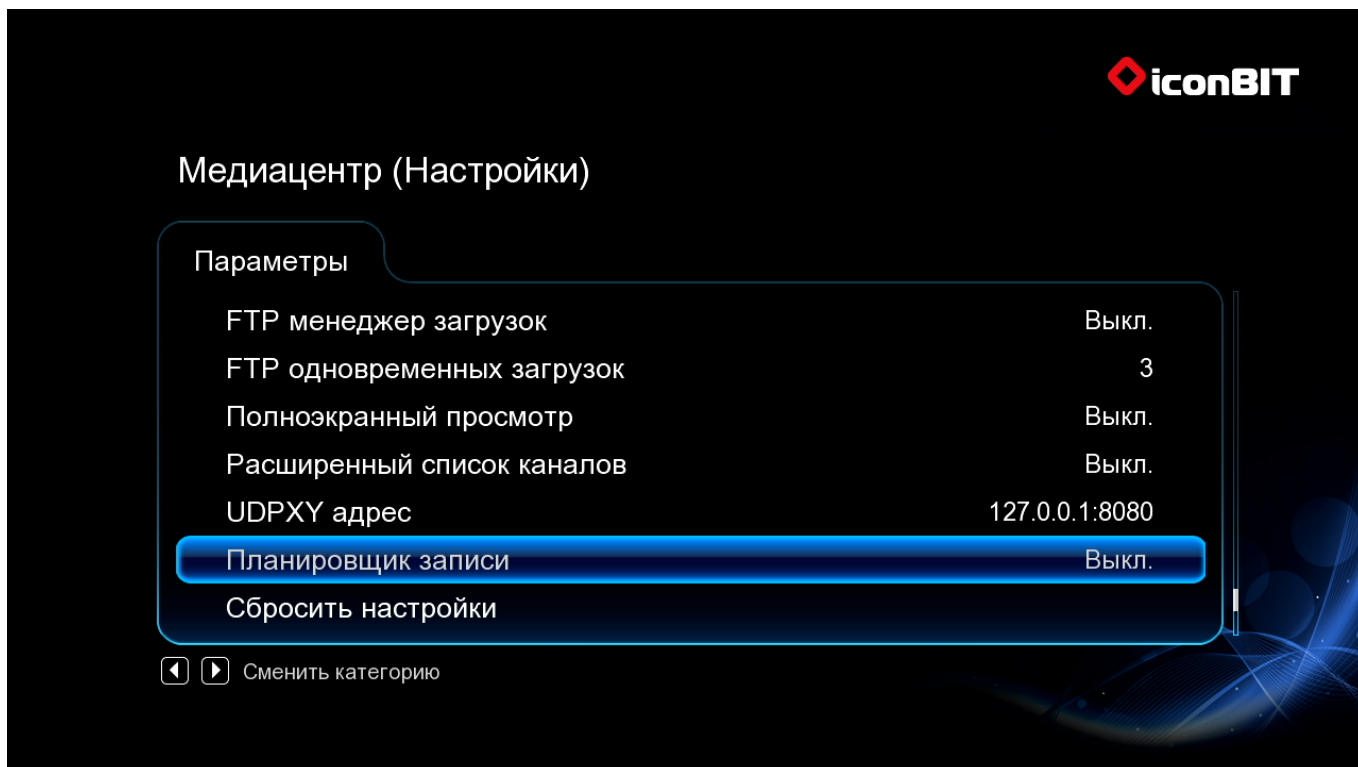 iconBIT
Медиацентр (Настройки)
Параметры
FTP менеджер загрузок Выкл.
FTP одновременных загрузок 3
Полноэкранный просмотр Выкл.
Расширенный список каналов Выкл.
UDPXY адрес 127.0.0.1:8080
Планировщик записи Выкл.
Сбросить настройки
Сменить категорию